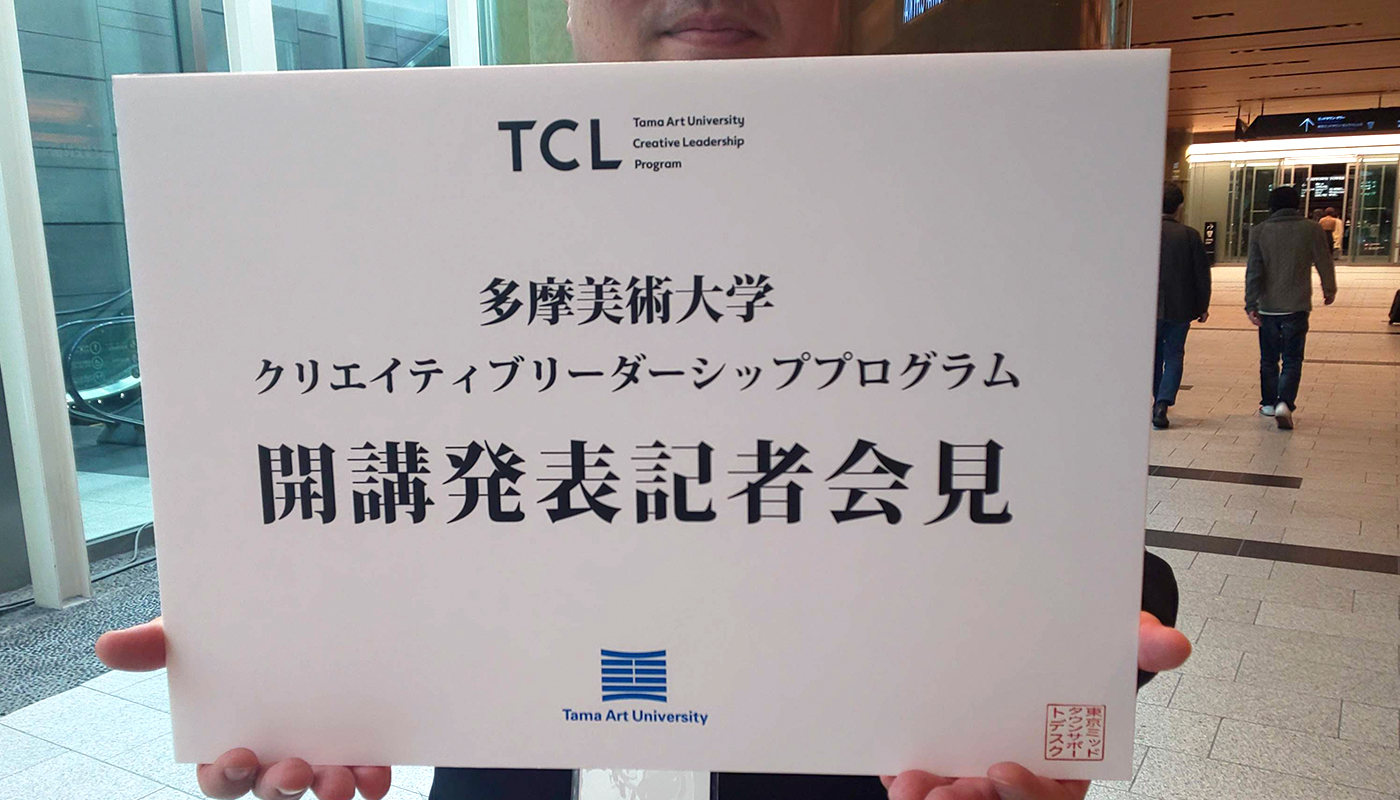 TCL
Tama Art University
Creative Leadership
Program
多摩美術大学
クリエイティブリーダーシッププログラム
開講発表記者会見
Tama Art University
東京ミッド
タウンサポー
トデスク